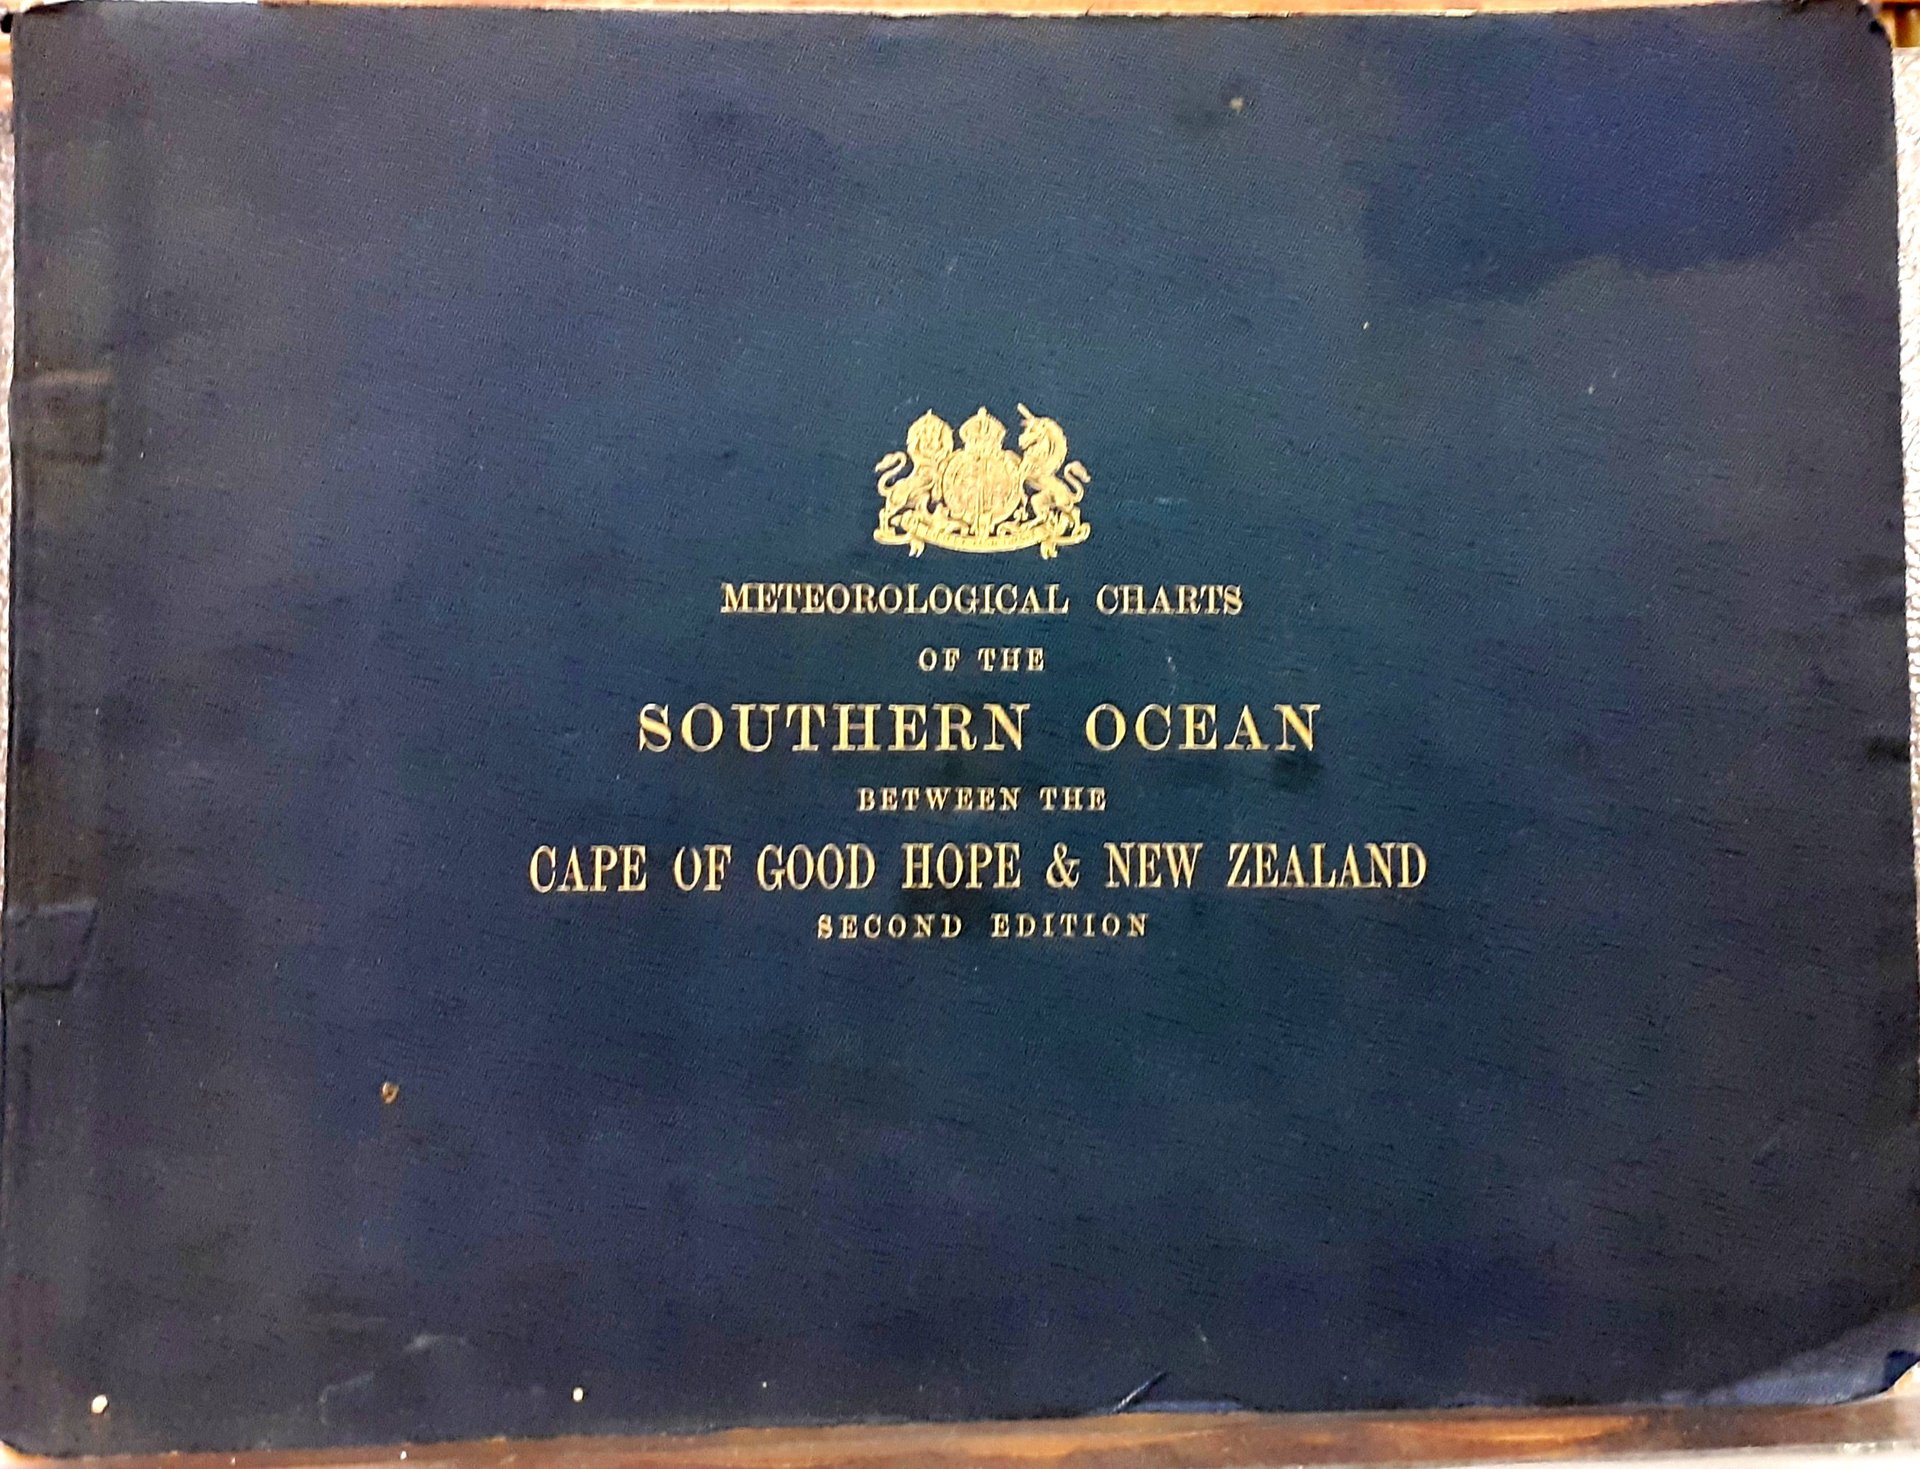 METEOROLOGICAL CHARTS
OF THE
SOUTHERN OCEAN
BETWEEN THE
CAPE OF GOOD HOPE & NEW ZEALAND
SECOND EDITION